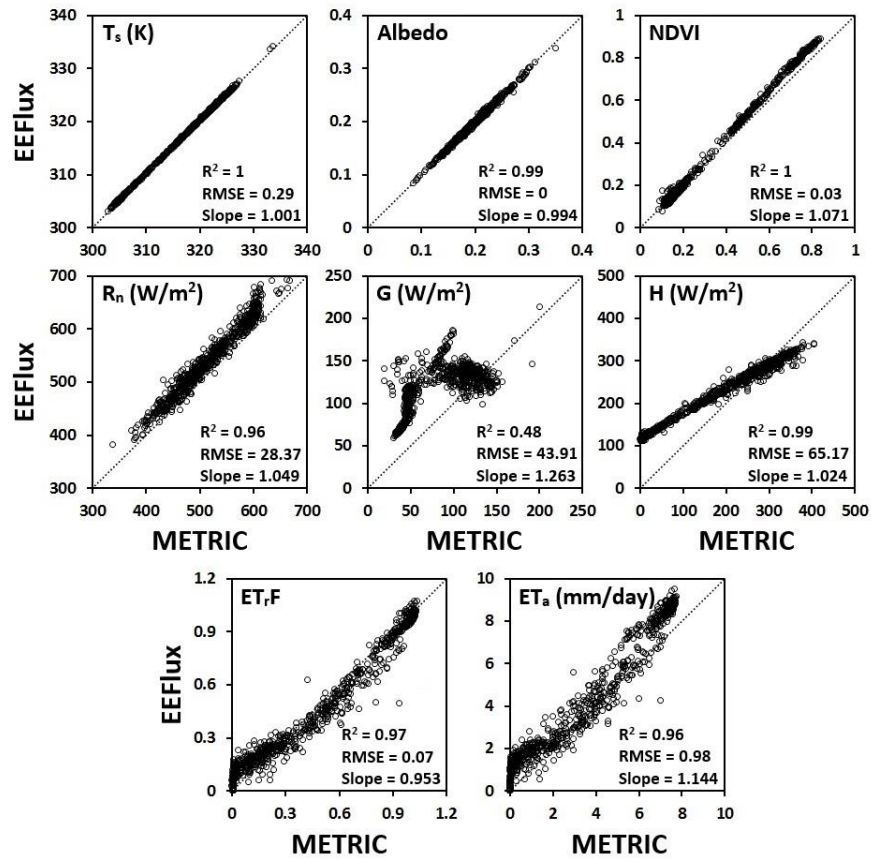 T_s (K)
Albedo
NDVI
EEFlux
340
330
320
310
300
300 310 320 330 340
R² = 1
RMSE = 0.29
Slope = 1.001
0.4
0.3
0.2
0.1
0
0 0.1 0.2 0.3 0.4
R² = 0.99
RMSE = 0
Slope = 0.994
1
0.8
0.6
0.4
0.2
0
0 0.2 0.4 0.6 0.8 1
R² = 1
RMSE = 0.03
Slope = 1.071
Rₙ (W/m²)
G (W/m²)
H (W/m²)
EEFlux
700
600
500
400
300
300 400 500 600 700
R² = 0.96
RMSE = 28.37
Slope = 1.049
METRIC
250
200
150
100
50
0
0 50 100 150 200 250
R² = 0.48
RMSE = 43.91
Slope = 1.263
METRIC
500
400
300
200
100
0
0 100 200 300 400 500
R² = 0.99
RMSE = 65.17
Slope = 1.024
METRIC
ETᵣF
ETₐ (mm/day)
EEFlux
1.2
0.9
0.6
0.3
0
0 0.3 0.6 0.9 1.2
R² = 0.97
RMSE = 0.07
Slope = 0.953
METRIC
10
8
6
4
2
0
0 2 4 6 8 10
R² = 0.96
RMSE = 0.98
Slope = 1.144
METRIC